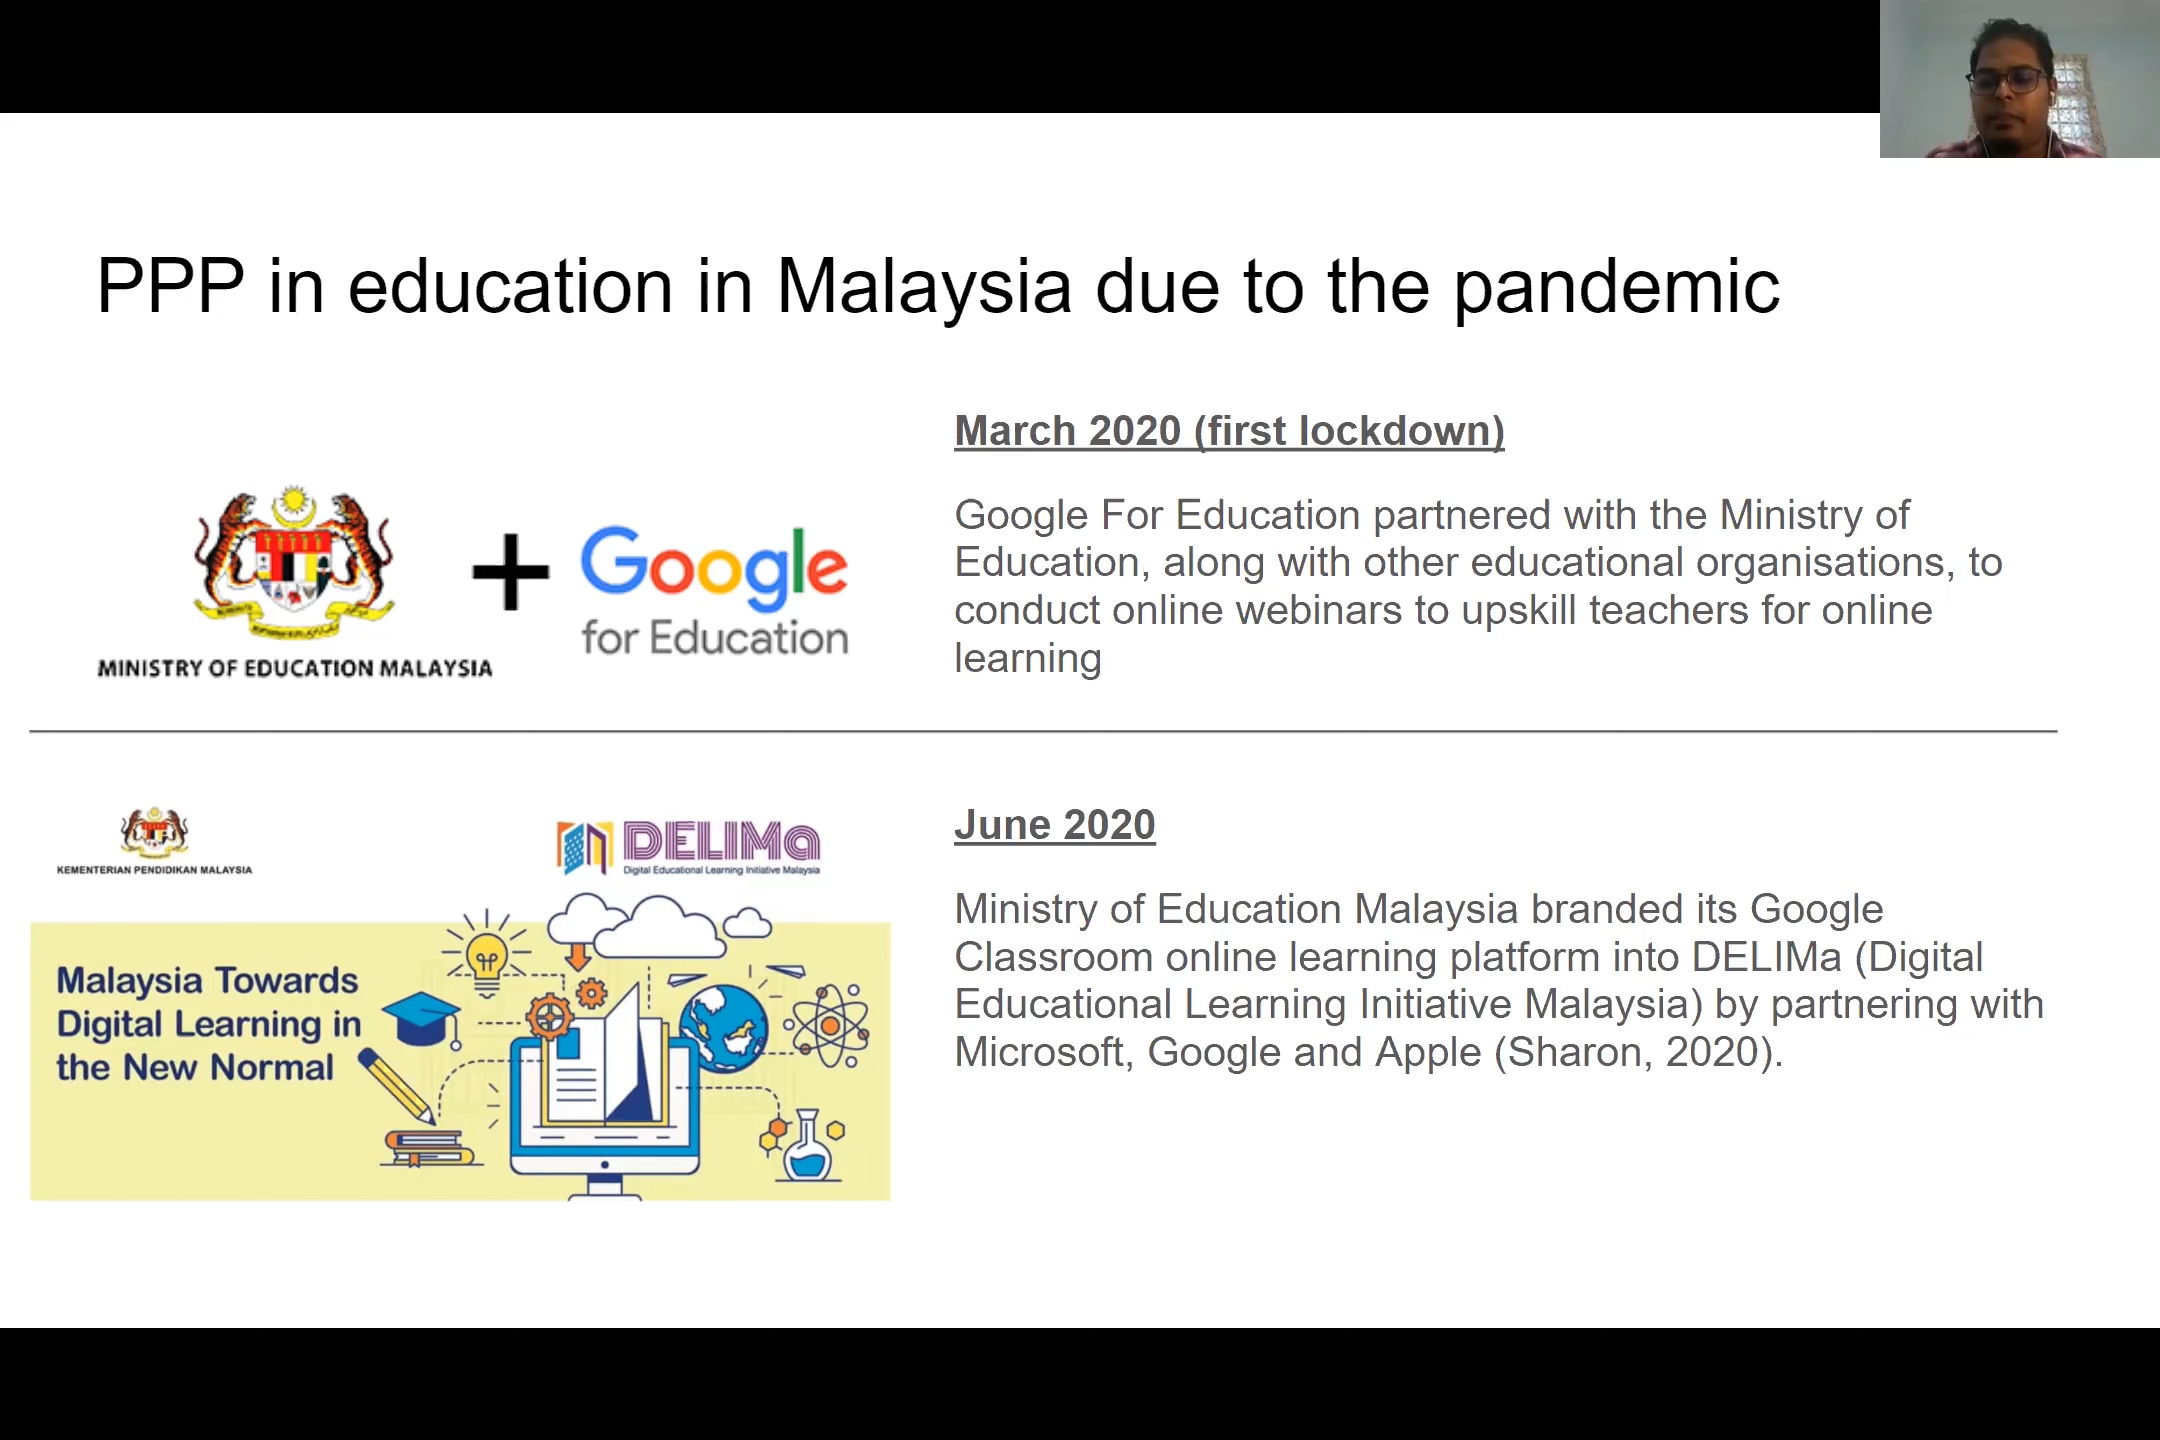 PPP in education in Malaysia due to the pandemic
MINISTRY OF EDUCATION MALAYSIA
+
Google
for Education
March 2020 (first lockdown)
Google For Education partnered with the Ministry of
Education, along with other educational organisations, to
conduct online webinars to upskill teachers for online
learning
KEMENTERIAN PENDIDIKAN MALAYSIA
DELIMa
Digital Educational Learning Initiative Malaysia
Malaysia Towards
Digital Learning in
the New Normal
June 2020
Ministry of Education Malaysia branded its Google
Classroom online learning platform into DELIMa (Digital
Educational Learning Initiative Malaysia) by partnering with
Microsoft, Google and Apple (Sharon, 2020).